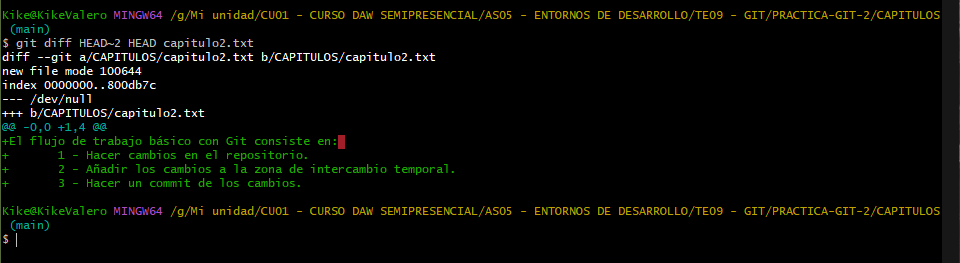 Kike@KikeValero MINGW64 /g/Mi unidad/CU01 - CURSO DAW SEMIPRESENCIAL/AS05 - ENTORNOS DE DESARROLLO/TE09 - GIT/PRACTICA-GIT-2/CAPITULOS
(main)
$ git diff HEAD~2 HEAD capitulo2.txt
diff --git a/CAPITULOS/capitulo2.txt b/CAPITULOS/capitulo2.txt
new file mode 100644
index 0000000..800db7c
--- /dev/null
+++ b/CAPITULOS/capitulo2.txt
@@ -0,0 +1,4 @@
+El flujo de trabajo básico con Git consiste en:
+       1 - Hacer cambios en el repositorio.
+       2 - Añadir los cambios a la zona de intercambio temporal.
+       3 - Hacer un commit de los cambios.
Kike@KikeValero MINGW64 /g/Mi unidad/CU01 - CURSO DAW SEMIPRESENCIAL/AS05 - ENTORNOS DE DESARROLLO/TE09 - GIT/PRACTICA-GIT-2/CAPITULOS
(main)
$